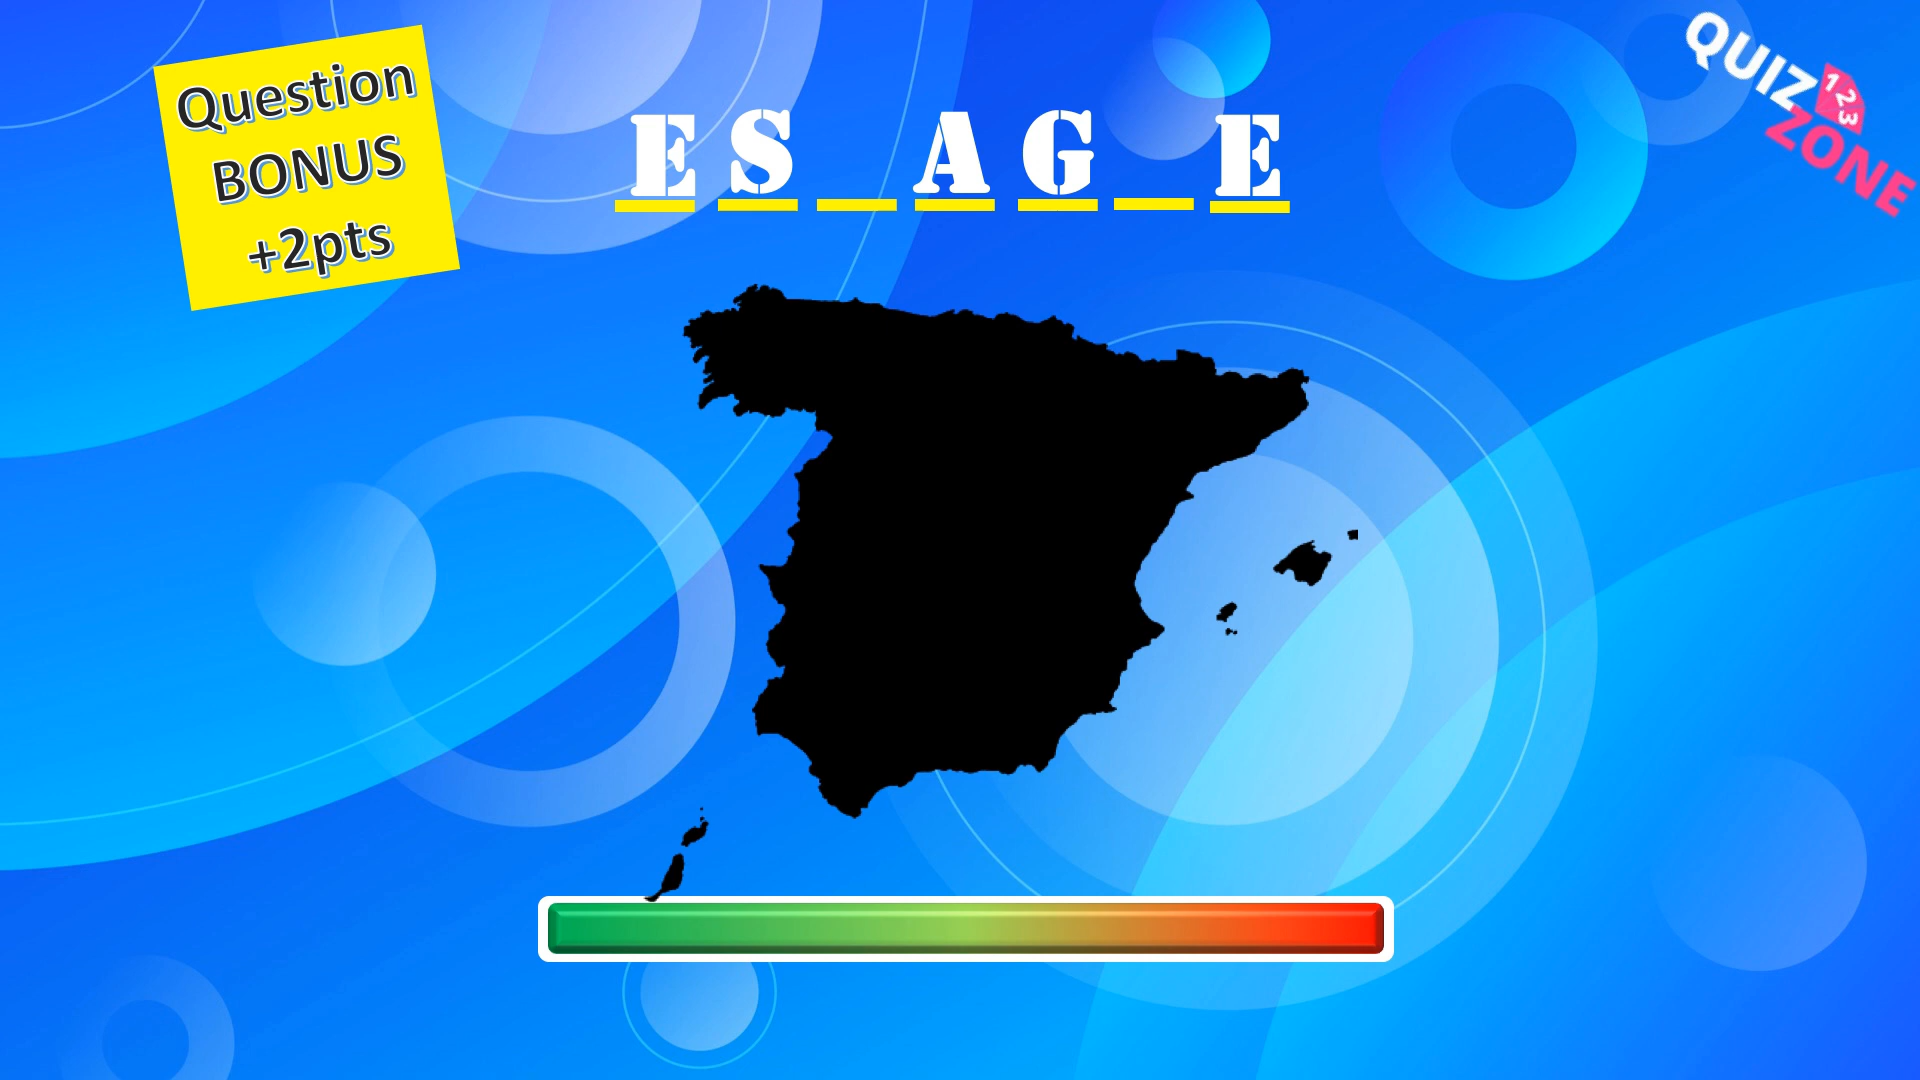 Question
BONUS
+2pts
ES_AG_E
QUIZ 123
ZONE